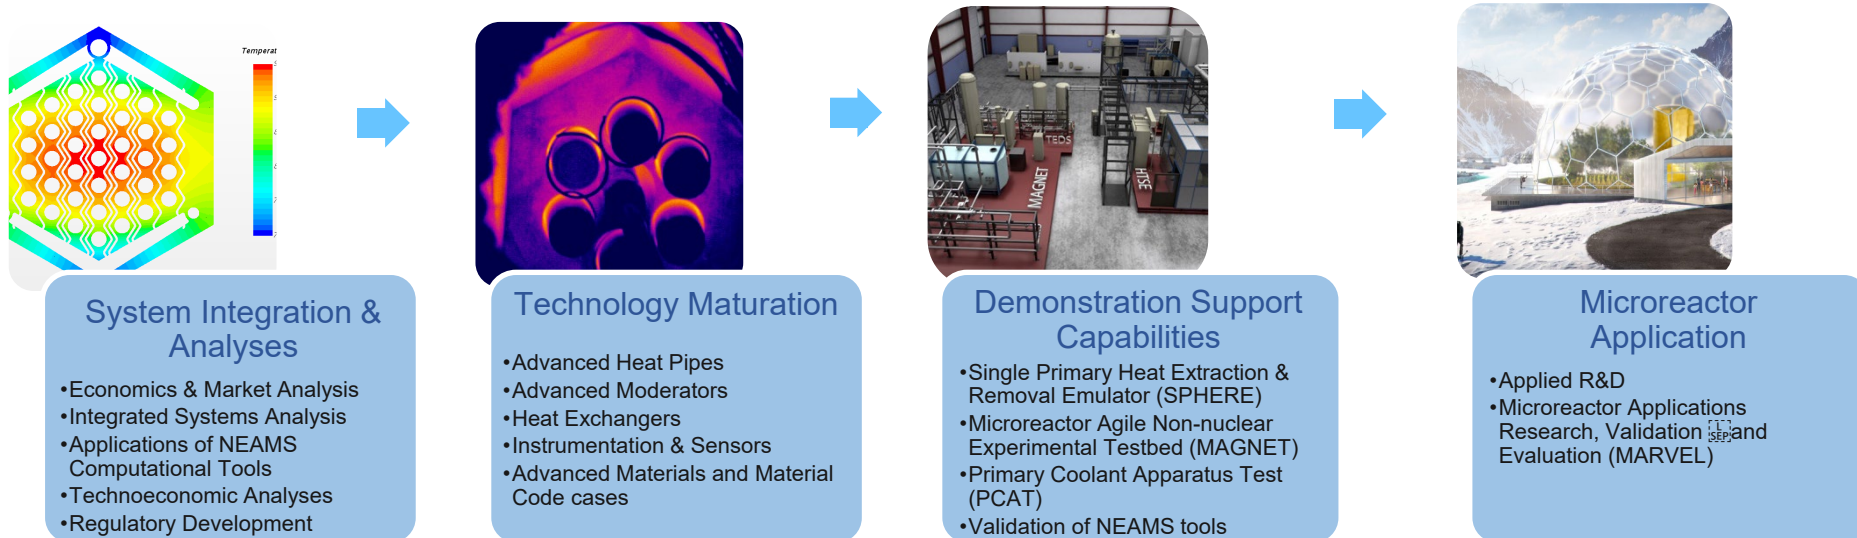 Temperat
System Integration &
Analyses
•Economics & Market Analysis
•Integrated Systems Analysis
•Applications of NEAMS
Computational Tools
•Technoeconomic Analyses
•Regulatory Development
Technology Maturation
•Advanced Heat Pipes
•Advanced Moderators
•Heat Exchangers
•Instrumentation & Sensors
•Advanced Materials and Material
Code cases
TEDS
MAGNET
HTSE
Demonstration Support
Capabilities
•Single Primary Heat Extraction &
Removal Emulator (SPHERE)
•Microreactor Agile Non-nuclear
Experimental Testbed (MAGNET)
•Primary Coolant Apparatus Test
(PCAT)
•Validation of NEAMS tools
Microreactor
Application
•Applied R&D
•Microreactor Applications
Research, Validation L SEP and
Evaluation (MARVEL)